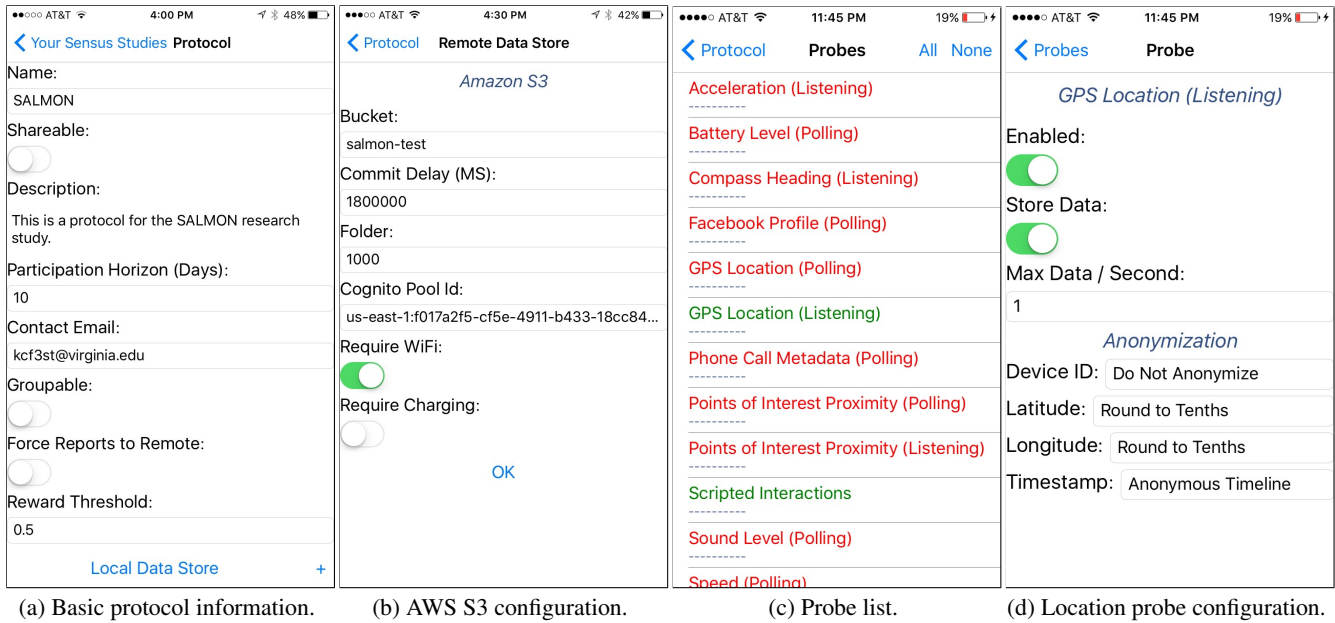 AT&T 4:00 PM 48%
Your Sensus Studies Protocol
Name:
SALMON
Shareable:
Description:
This is a protocol for the SALMON research
study.
Participation Horizon (Days):
10
Contact Email:
kcf3st@virginia.edu
Groupable:
Force Reports to Remote:
Reward Threshold:
0.5
Local Data Store +
(a) Basic protocol information.
AT&T 4:30 PM 42%
Protocol Remote Data Store
Amazon S3
Bucket:
salmon-test
Commit Delay (MS):
1800000
Folder:
1000
Cognito Pool Id:
us-east-1:f017a2f5-cf5e-4911-b433-18cc84...
Require WiFi:
Require Charging:
OK
(b) AWS S3 configuration.
AT&T 11:45 PM 19%
Protocol Probes All None
Acceleration (Listening)
----------
Battery Level (Polling)
----------
Compass Heading (Listening)
----------
Facebook Profile (Polling)
----------
GPS Location (Polling)
----------
GPS Location (Listening)
----------
Phone Call Metadata (Polling)
----------
Points of Interest Proximity (Polling)
----------
Points of Interest Proximity (Listening)
----------
Scripted Interactions
----------
Sound Level (Polling)
----------
Speed (Polling)
(c) Probe list.
AT&T 11:45 PM 19%
Probes Probe
GPS Location (Listening)
Enabled:
Store Data:
Max Data / Second:
1
Anonymization
Device ID: Do Not Anonymize
Latitude: Round to Tenths
Longitude: Round to Tenths
Timestamp: Anonymous Timeline
(d) Location probe configuration.